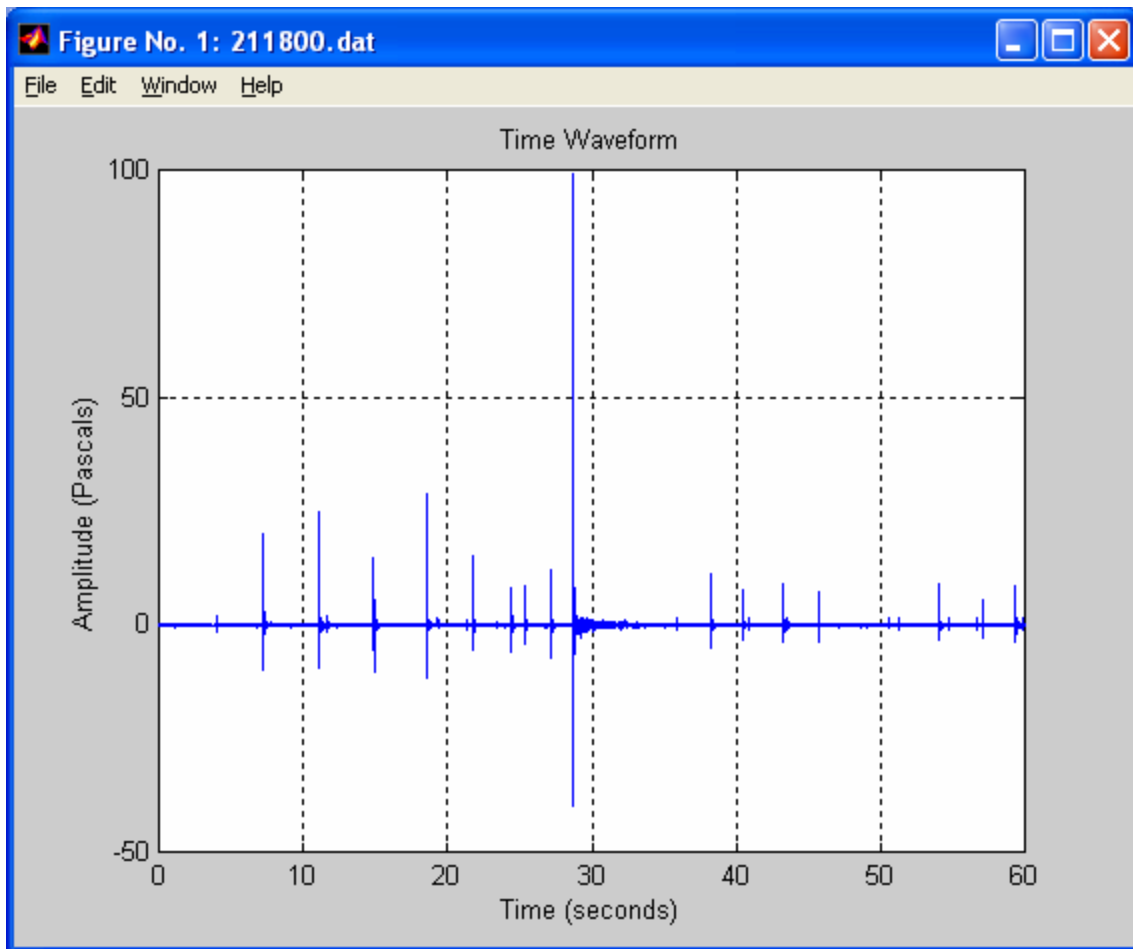 Figure No. 1: 211800.dat
File Edit Window Help
Time Waveform
100
50
0
-50
Amplitude (Pascals)
0 10 20 30 40 50 60
Time (seconds)